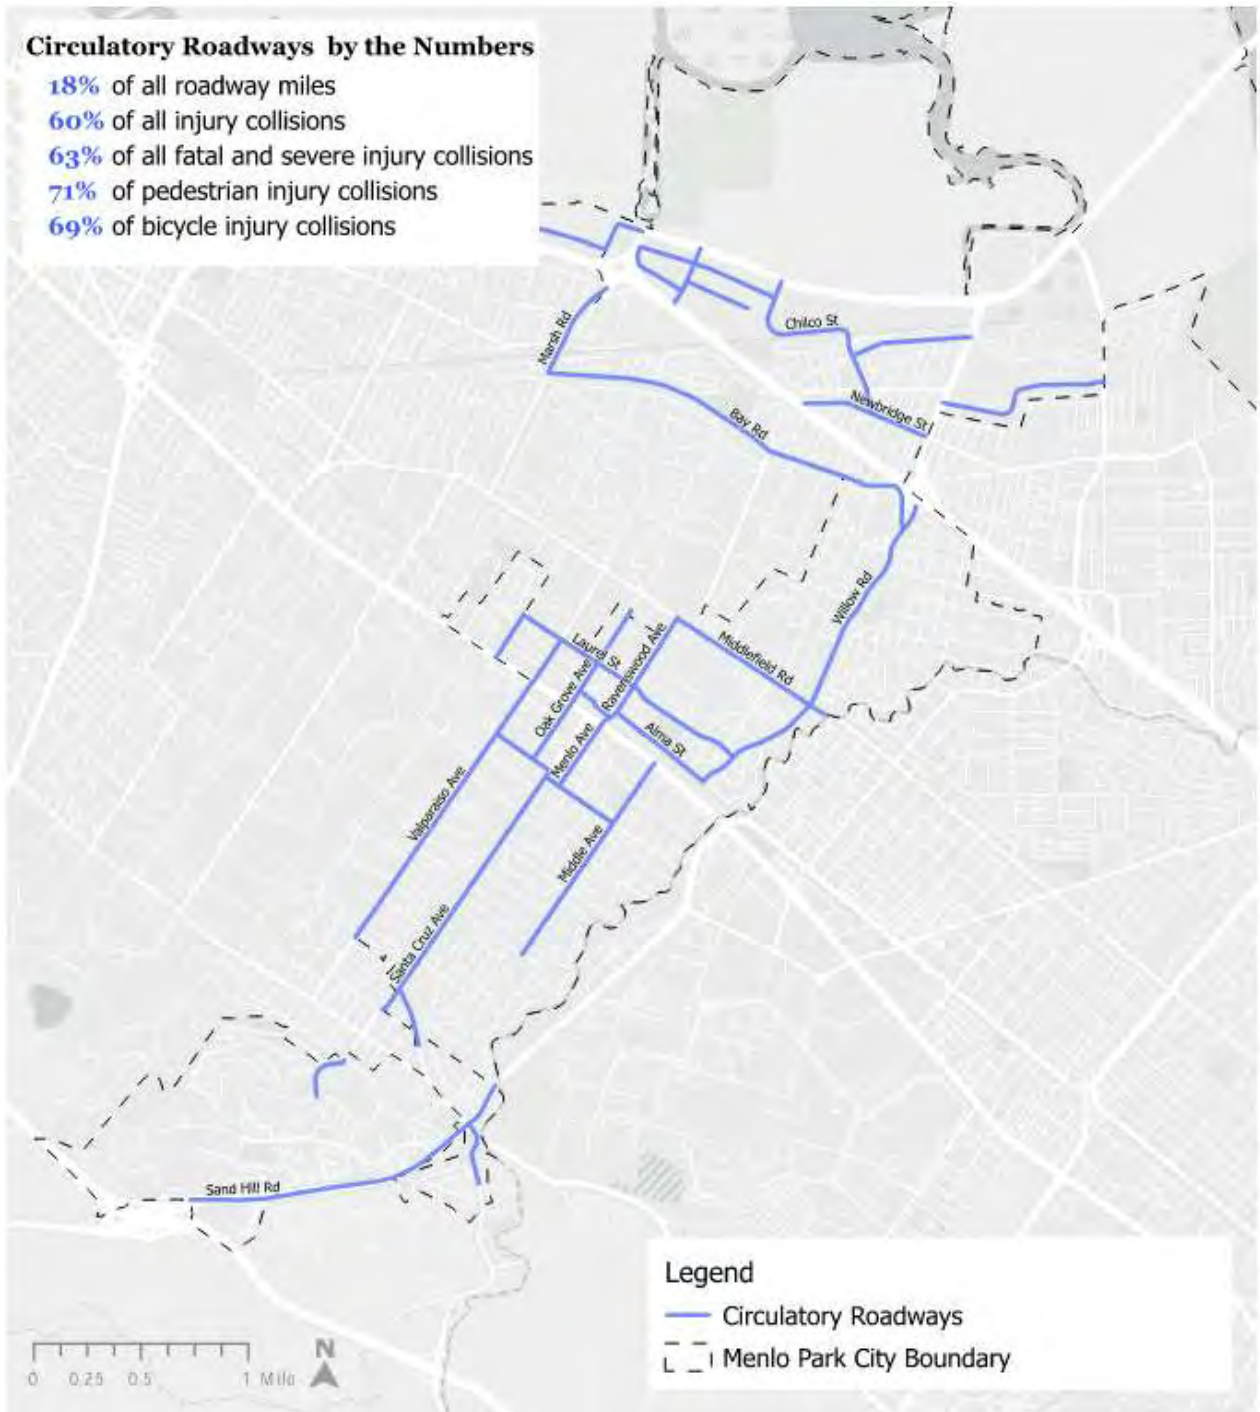 Circulatory Roadways by the Numbers
18% of all roadway miles
60% of all injury collisions
63% of all fatal and severe injury collisions
71% of pedestrian injury collisions
69% of bicycle injury collisions
Marsh Rd
Chilco St
Newbridge St
Bay Rd
Willow Rd
Laurel St
Ravenswood Ave
Middlefield Rd
Oak Grove Ave
Menlo Ave
Alma St
Valparaiso Ave
Middle Ave
Santa Cruz Ave
Sand Hill Rd
Legend
Circulatory Roadways
Menlo Park City Boundary
N
0 0.25 0.5 1 Mile